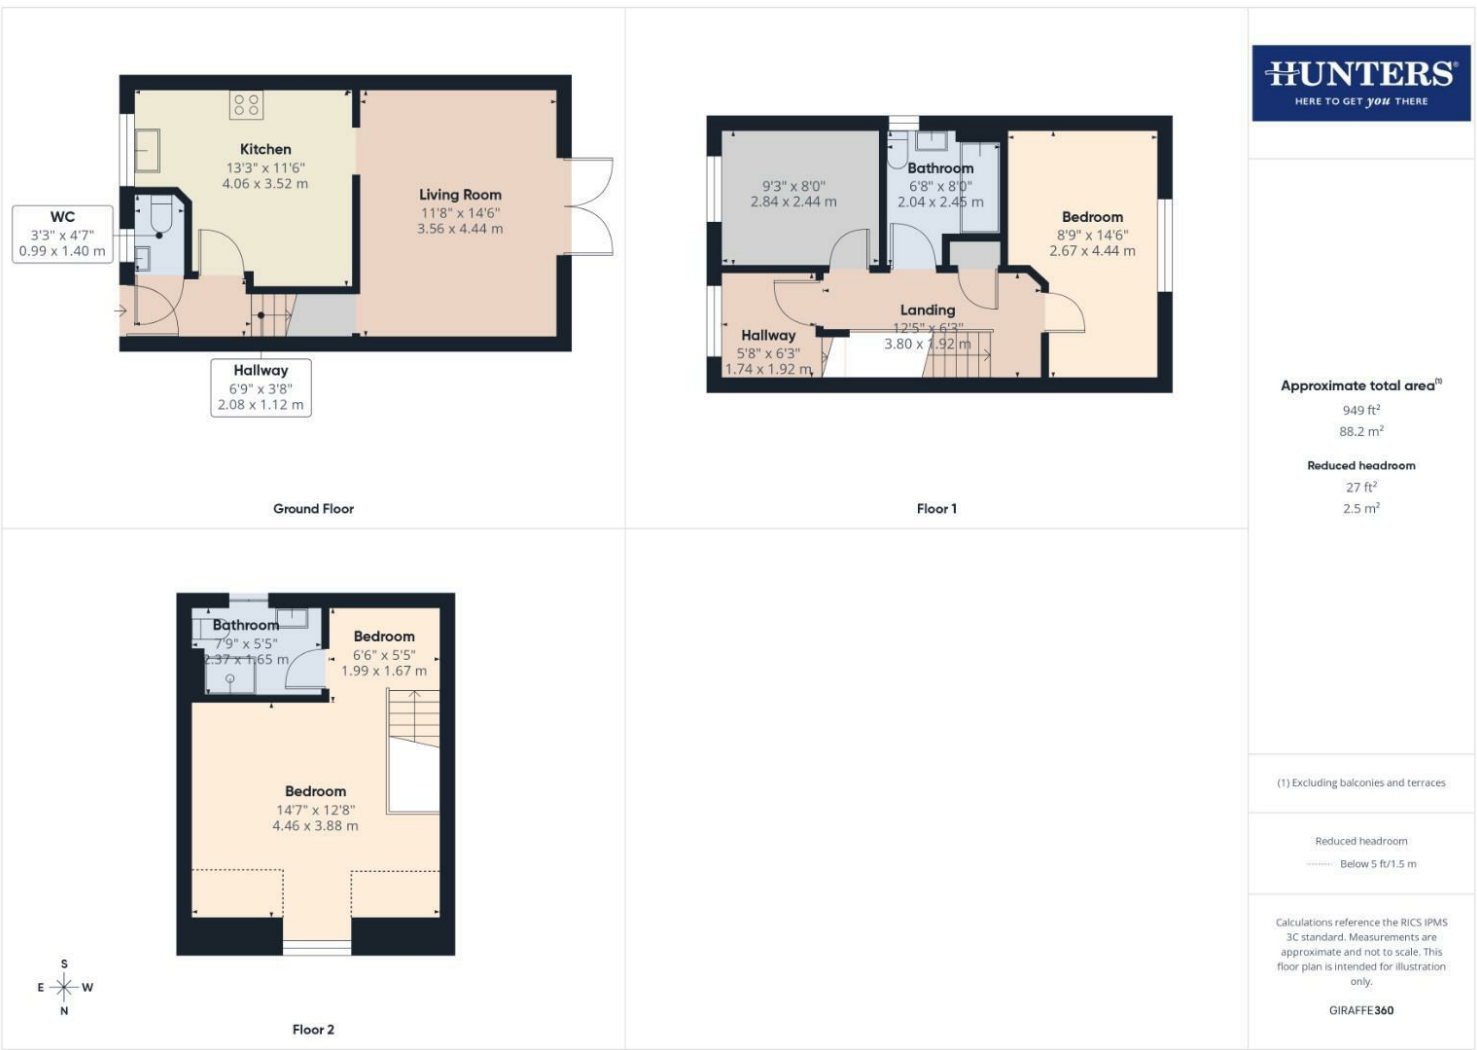 Kitchen
13'3" x 11'6"
4.06 x 3.52 m
Living Room
11'8" x 14'6"
3.56 x 4.44 m
WC
3'3" x 4'7"
0.99 x 1.40 m
Hallway
6'9" x 3'8"
2.08 x 1.12 m
Ground Floor
9'3" x 8'0"
2.84 x 2.44 m
Bathroom
6'8" x 8'0"
2.04 x 2.45 m
Bedroom
8'9" x 14'6"
2.67 x 4.44 m
Landing
12'5" x 6'3"
3.80 x 1.92 m
Hallway
5'8" x 6'3"
1.74 x 1.92 m
Floor 1
Bathroom
7'9" x 5'5"
2.37 x 1.65 m
Bedroom
6'6" x 5'5"
1.99 x 1.67 m
Bedroom
14'7" x 12'8"
4.46 x 3.88 m
S
E W
N
Floor 2
HUNTERS®
HERE TO GET you THERE
Approximate total area(1)
949 ft²
88.2 m²
Reduced headroom
27 ft²
2.5 m²
(1) Excluding balconies and terraces
Reduced headroom
Below 5 ft/1.5 m
Calculations reference the RICS IPMS
3C standard. Measurements are
approximate and not to scale. This
floor plan is intended for illustration
only.
GIRAFFE360